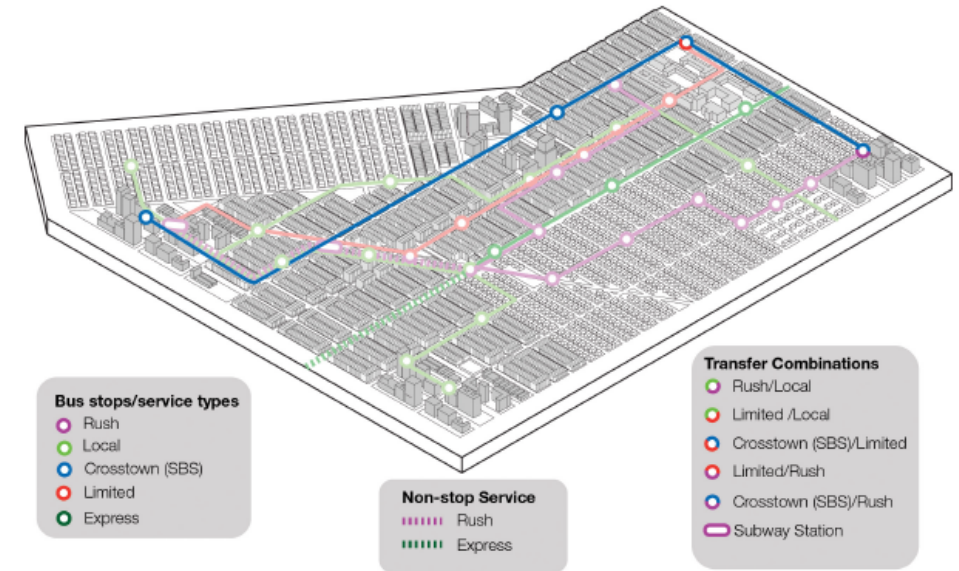 Bus stops/service types
Rush
Local
Crosstown (SBS)
Limited
Express
Non-stop Service
Rush
Express
Transfer Combinations
Rush/Local
Limited /Local
Crosstown (SBS)/Limited
Limited/Rush
Crosstown (SBS)/Rush
Subway Station